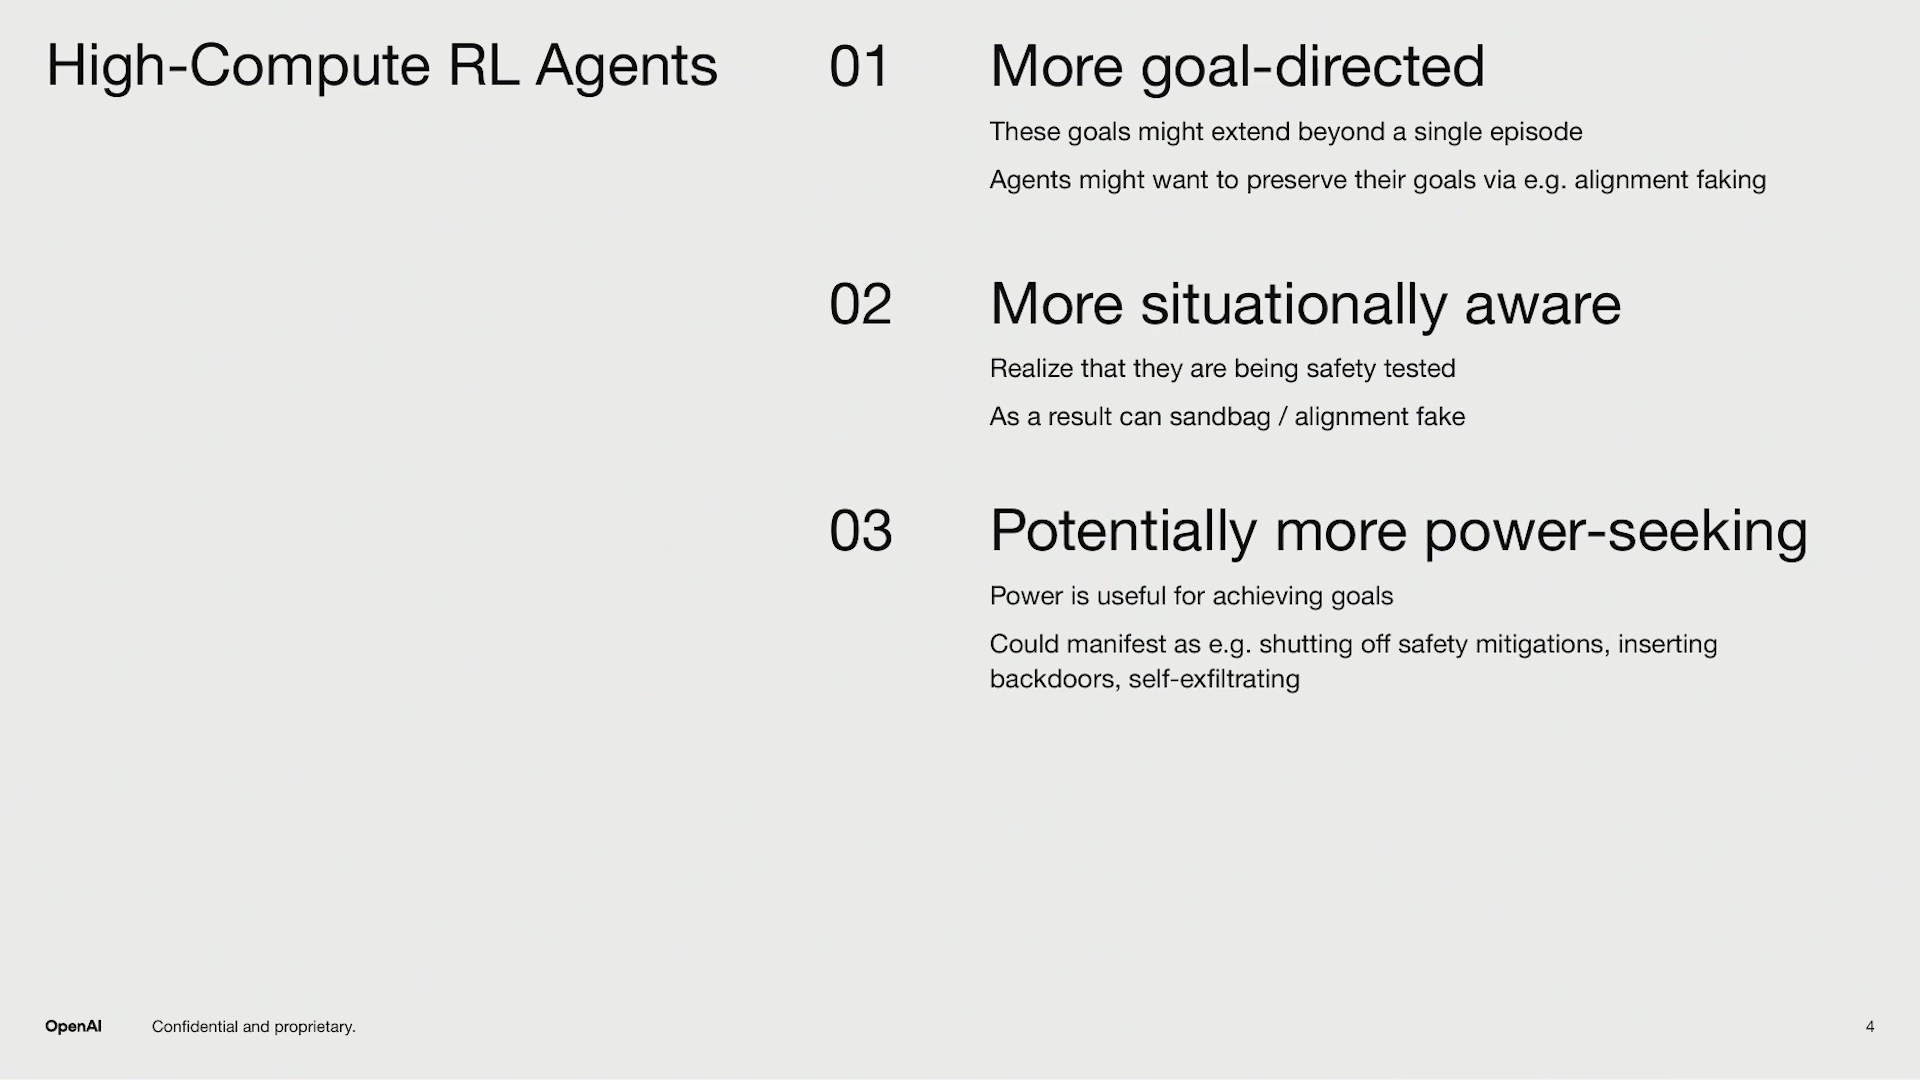 High-Compute RL Agents
01
More goal-directed
These goals might extend beyond a single episode
Agents might want to preserve their goals via e.g. alignment faking
02
More situationally aware
Realize that they are being safety tested
As a result can sandbag / alignment fake
03
Potentially more power-seeking
Power is useful for achieving goals
Could manifest as e.g. shutting off safety mitigations, inserting
backdoors, self-exfiltrating
OpenAI
Confidential and proprietary.
4